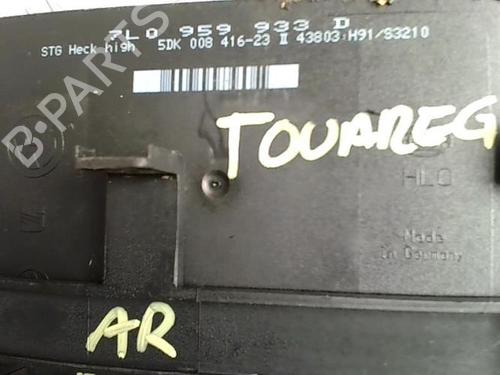 7L0 959 933 D
STG Heck high 5DK 008 416-23 II 43803:H91/S3210
TOUAREG
B-PARTS
HLO
Made
in Germany
AR